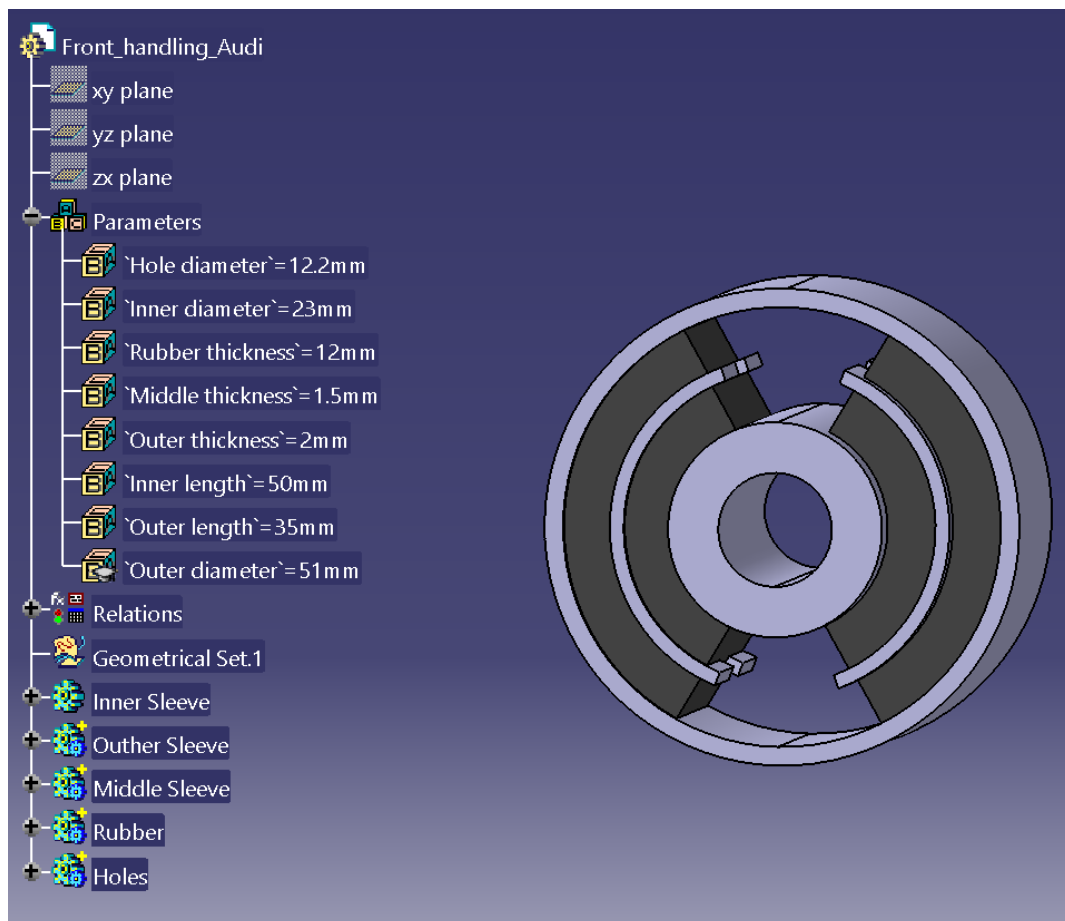 Front_handling_Audi
xy plane
yz plane
zx plane
Parameters
`Hole diameter`=12.2mm
`Inner diameter`=23mm
`Rubber thickness`=12mm
`Middle thickness`=1.5mm
`Outer thickness`=2mm
`Inner length`=50mm
`Outer length`=35mm
`Outer diameter`=51mm
Relations
Geometrical Set.1
Inner Sleeve
Outher Sleeve
Middle Sleeve
Rubber
Holes